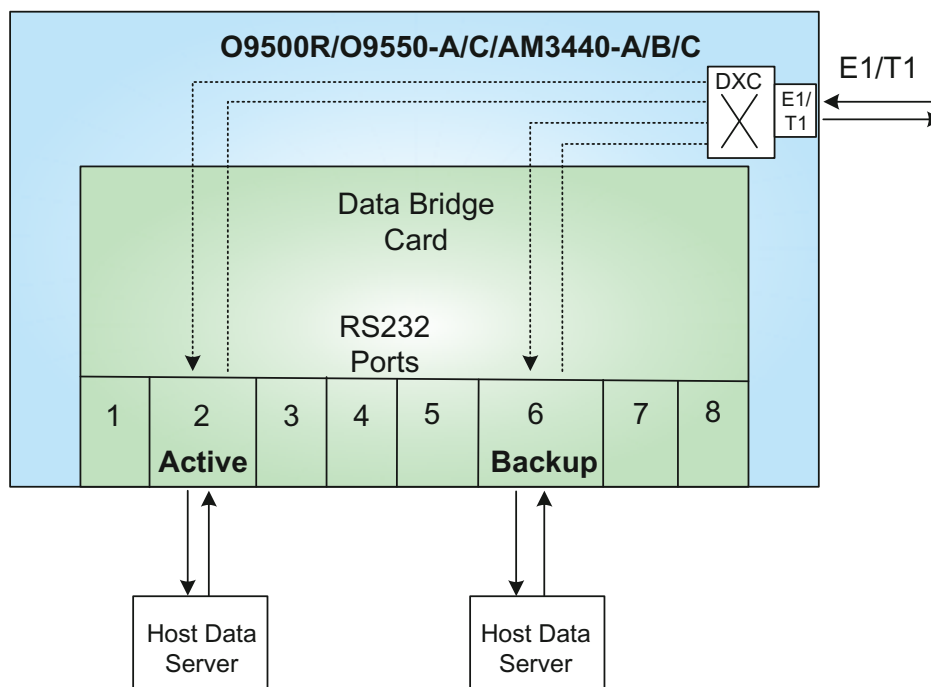 O9500R/O9550-A/C/AM3440-A/B/C
E1/T1
DXC
E1/
T1
Data Bridge
Card
RS232
Ports
1 2 3 4 5 6 7 8
Active Backup
Host Data
Server
Host Data
Server